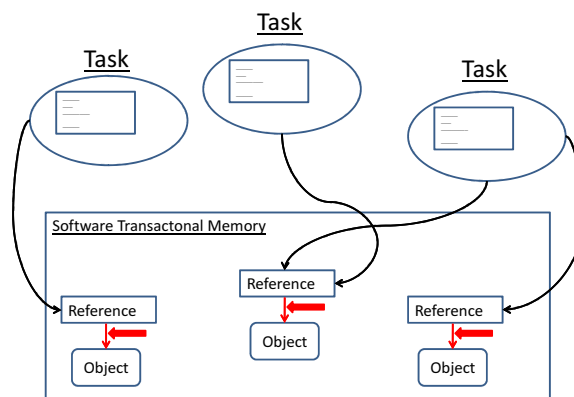 Task
Task
Task
Software Transactonal Memory
Reference
Reference
Reference
Object
Object
Object